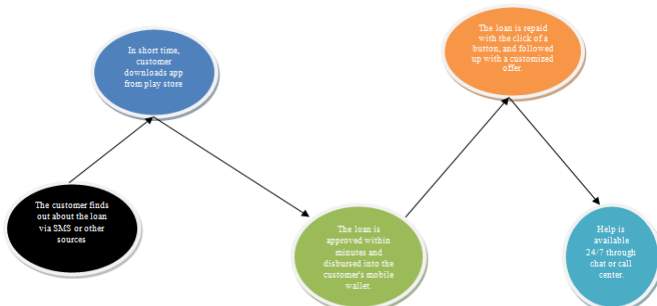 The customer finds
out about the loan
via SMS or other
sources
In short time,
customer
downloads app
from play store
The loan is
approved within
minutes and
disbursed into the
customer's mobile
wallet.
The loan is repaid
with the click of a
button, and followed
up with a customized
offer.
Help is
available
24/7 through
chat or call
center.